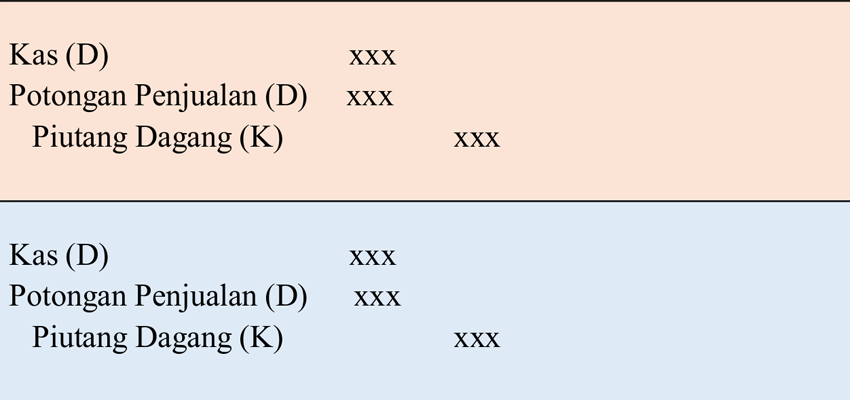 Kas (D) xxx
Potongan Penjualan (D) xxx
Piutang Dagang (K) xxx
Kas (D) xxx
Potongan Penjualan (D) xxx
Piutang Dagang (K) xxx